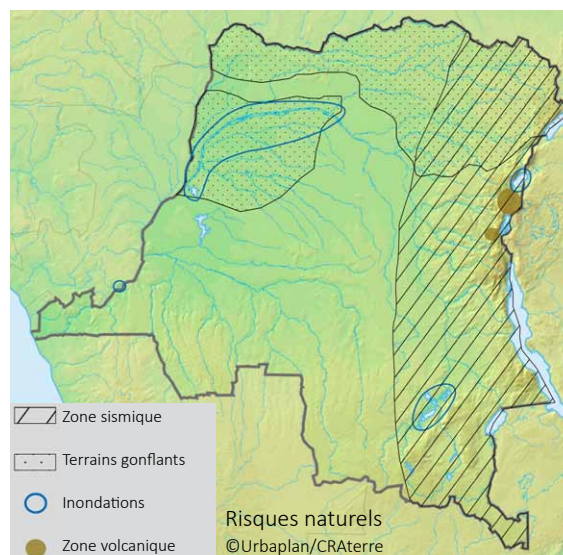 Zone sismique
Terrains gonflants
Inondations
Zone volcanique
Risques naturels
©Urbaplan/CRAterre